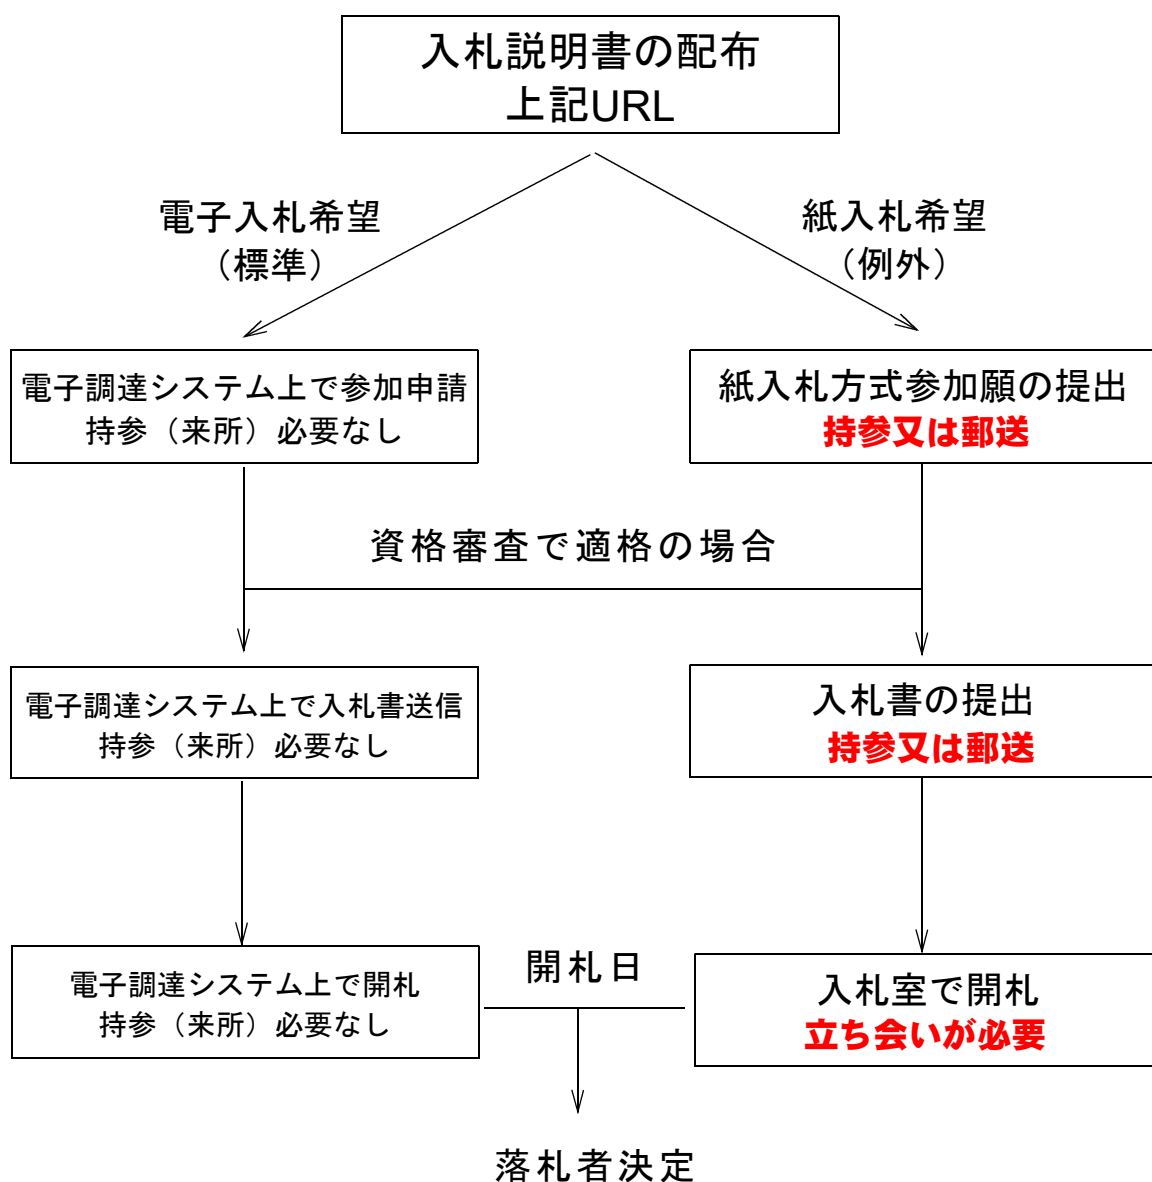 入札説明書の配布
上記URL
電子入札希望
（標準）
紙入札希望
（例外）
電子調達システム上で参加申請
持参（来所）必要なし
紙入札方式参加願の提出
持参又は郵送
資格審査で適格の場合
電子調達システム上で入札書送信
持参（来所）必要なし
入札書の提出
持参又は郵送
電子調達システム上で開札
持参（来所）必要なし
開札日
入札室で開札
立ち会いが必要
落札者決定